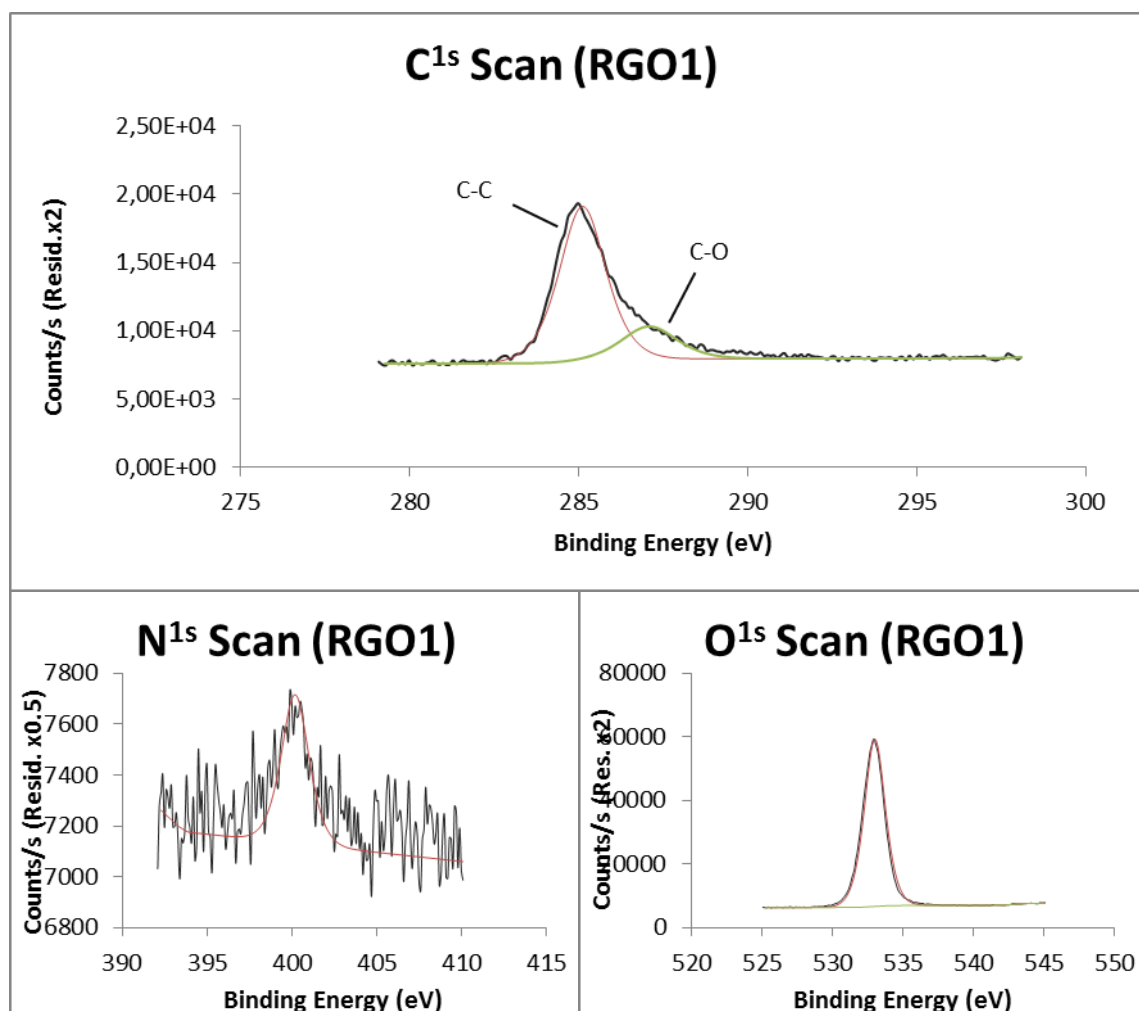 C1s Scan (RGO1)
Counts/s (Resid.x2)
2,50E+04
2,00E+04
1,50E+04
1,00E+04
5,00E+03
0,00E+00
C-C
C-O
275 280 285 290 295 300
Binding Energy (eV)
N1s Scan (RGO1)
Counts/s (Resid. x0.5)
7800
7600
7400
7200
7000
6800
390 395 400 405 410 415
Binding Energy (eV)
O1s Scan (RGO1)
Counts/s (Res. x2)
80000
60000
40000
20000
0
520 525 530 535 540 545 550
Binding Energy (eV)